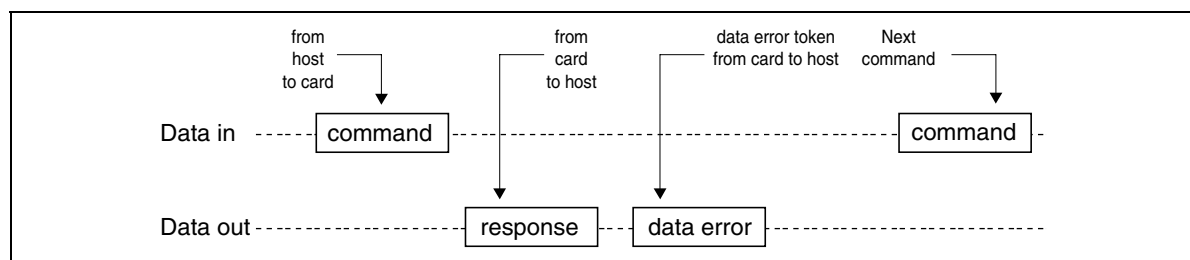 from
host
to card
from
card
to host
data error token
from card to host
Next
command
Data in
command
command
Data out
response
data error